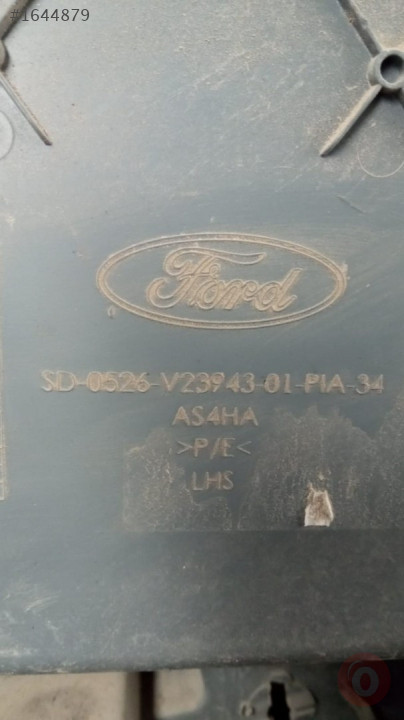 #1644879
Ford
SD-0526-V23943 01-PIA-34
AS4HA
>P/E<
LHS